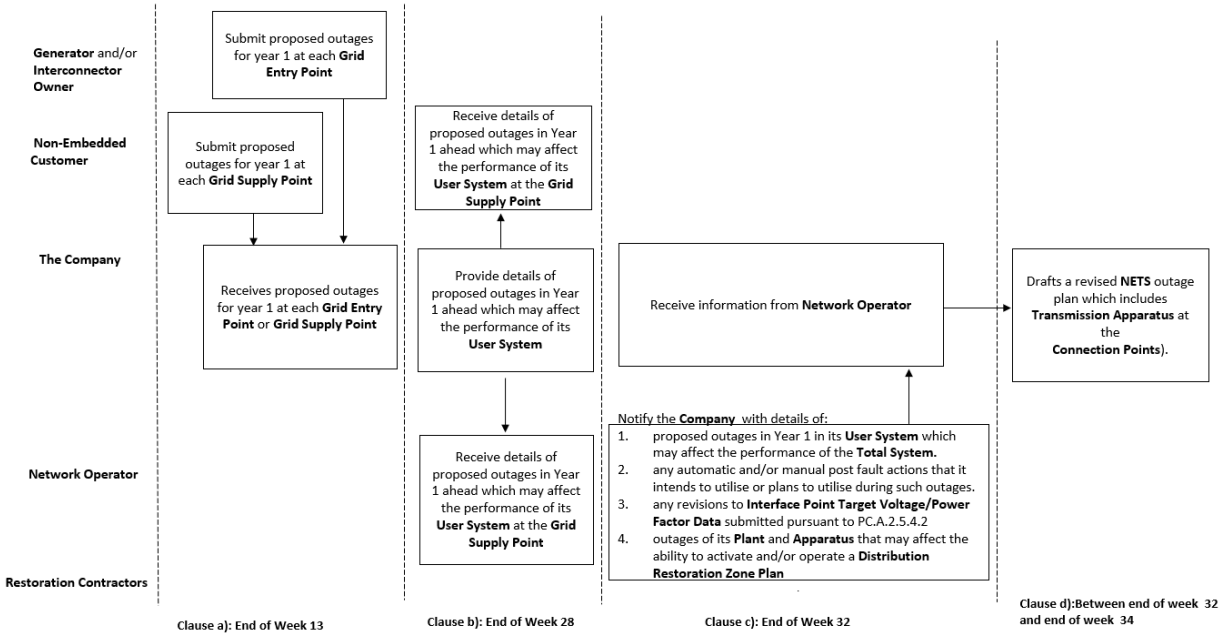 Generator and/or
Interconnector
Owner
Submit proposed outages
for year 1 at each Grid
Entry Point
Non-Embedded
Customer
Submit proposed
outages for year 1 at
each Grid Supply Point
Receive details of
proposed outages in Year
1 ahead which may affect
the performance of its
User System at the Grid
Supply Point
The Company
Receives proposed outages
for year 1 at each Grid Entry
Point or Grid Supply Point
Provide details of
proposed outages in Year
1 ahead which may affect
the performance of its
User System
Receive information from Network Operator
Drafts a revised NETS outage
plan which includes
Transmission Apparatus at
the
Connection Points).
Network Operator
Receive details of
proposed outages in Year
1 ahead which may affect
the performance of its
User System at the Grid
Supply Point
Notify the Company with details of:
1. proposed outages in Year 1 in its User System which
may affect the performance of the Total System.
2. any automatic and/or manual post fault actions that it
intends to utilise or plans to utilise during such outages.
3. any revisions to Interface Point Target Voltage/Power
Factor Data submitted pursuant to PC.A.2.5.4.2
4. outages of its Plant and Apparatus that may affect the
ability to activate and/or operate a Distribution
Restoration Zone Plan
Restoration Contractors
Clause a): End of Week 13
Clause b): End of Week 28
Clause c): End of Week 32
Clause d):Between end of week 32
and end of week 34